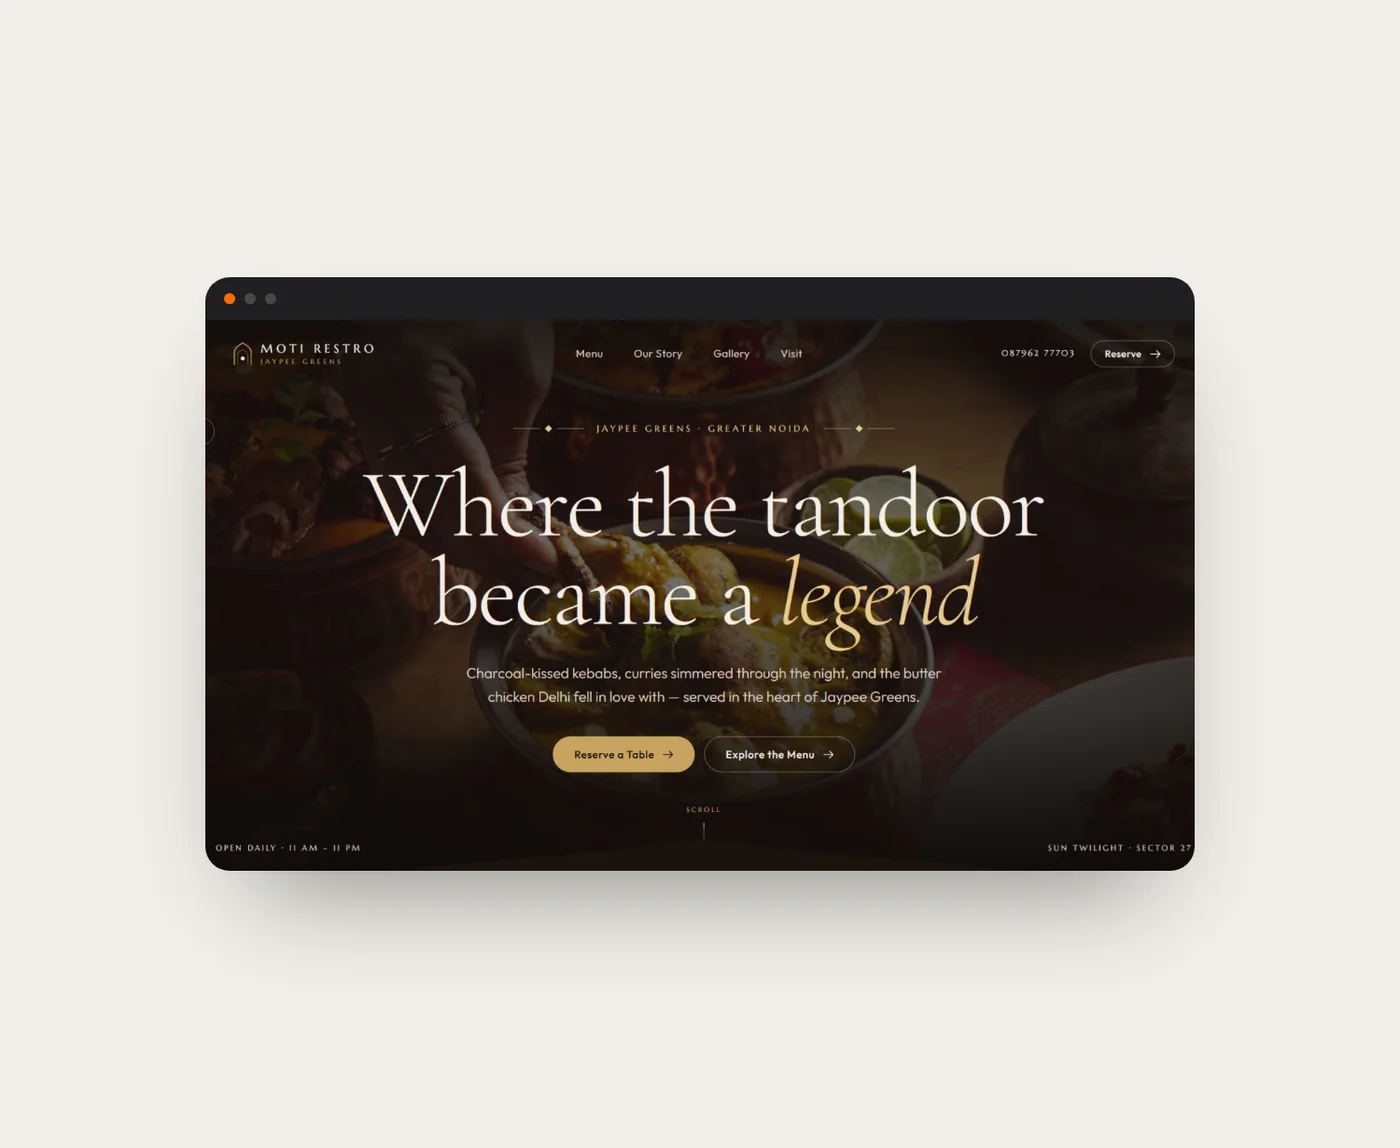 MOTI RESTRO
JAYPEE GREENS
Menu
Our Story
Gallery
Visit
087962 77703
Reserve
JAYPEE GREENS · GREATER NOIDA
Where the tandoor
became a legend
Charcoal-kissed kebabs, curries simmered through the night, and the butter
chicken Delhi fell in love with — served in the heart of Jaypee Greens.
Reserve a Table
Explore the Menu
SCROLL
OPEN DAILY · 11 AM – 11 PM
SUN TWILIGHT · SECTOR 27